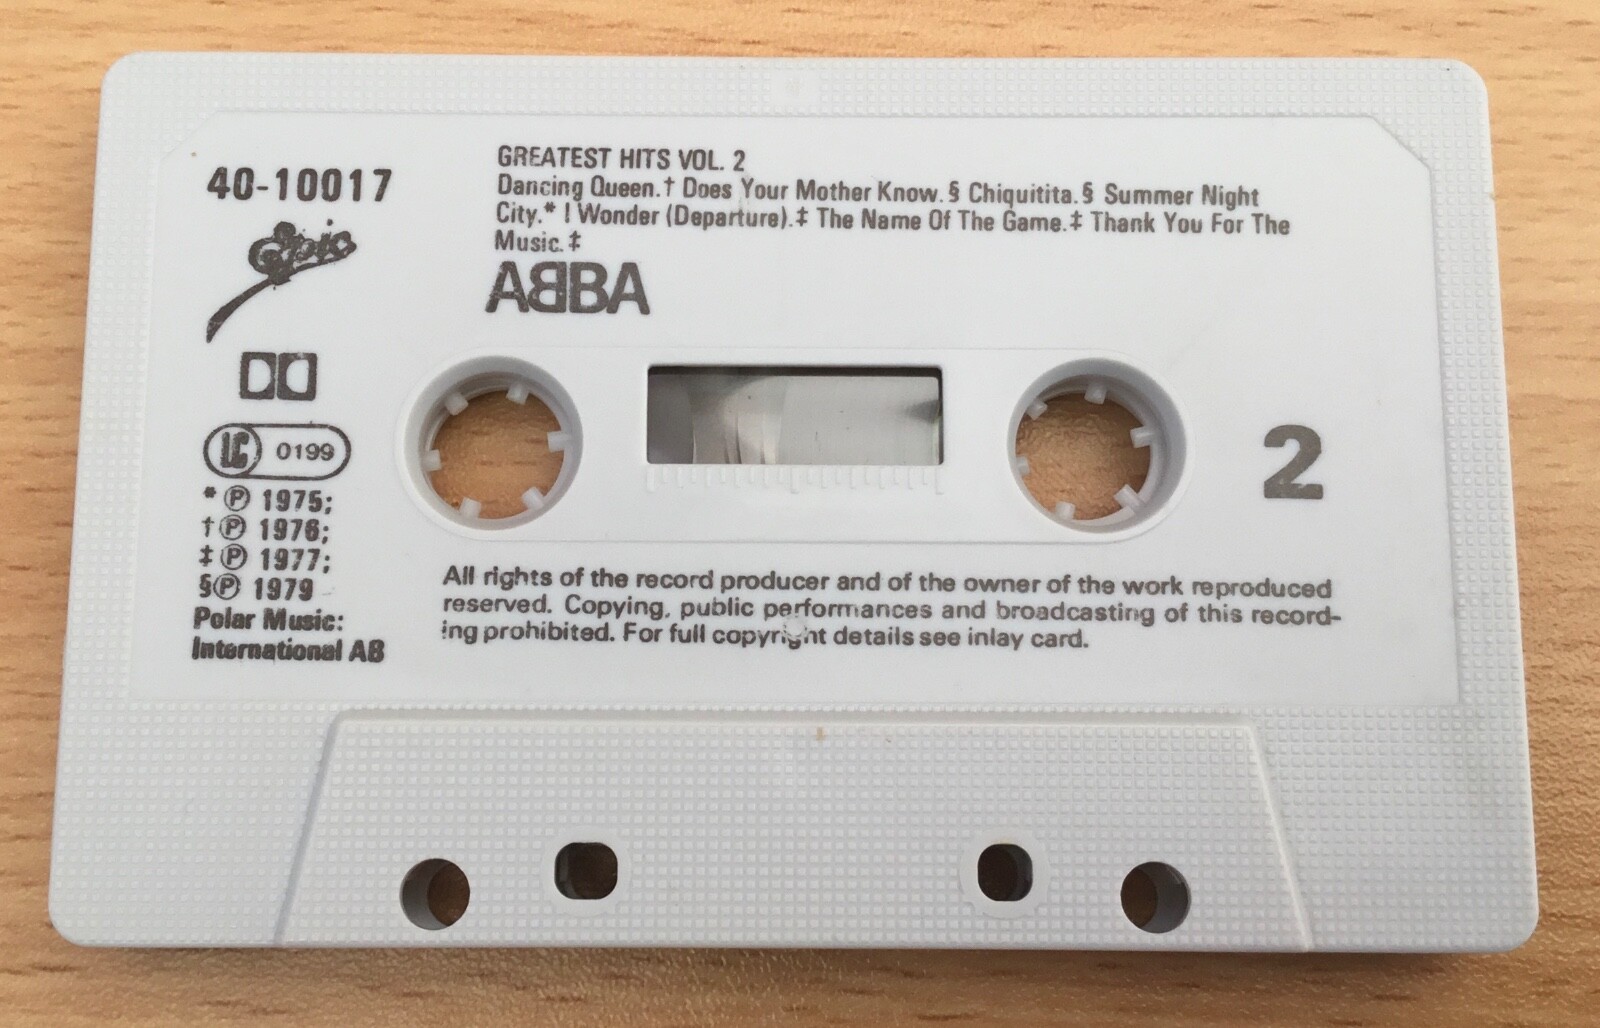 40-10017
Epic
LC 0199
*Ⓟ 1975;
†Ⓟ 1976;
‡Ⓟ 1977;
§Ⓟ 1979
Polar Music:
International AB
GREATEST HITS VOL. 2
Dancing Queen.† Does Your Mother Know.§ Chiquitita.§ Summer Night
City.* I Wonder (Departure).‡ The Name Of The Game.‡ Thank You For The
Music.‡
ABBA
2
All rights of the record producer and of the owner of the work reproduced
reserved. Copying, public performances and broadcasting of this record-
ing prohibited. For full copyright details see inlay card.